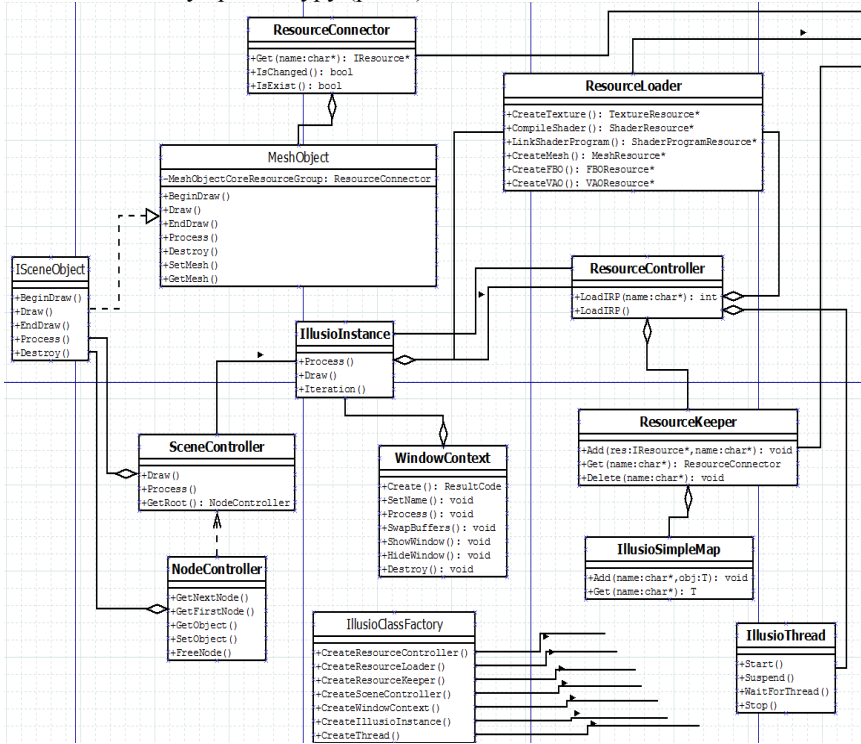 ResourceConnector
+Get(name:char*): IResource*
+IsChanged(): bool
+IsExist(): bool
ResourceLoader
+CreateTexture(): TextureResource*
+CompileShader(): ShaderResource*
+LinkShaderProgram(): ShaderProgramResource*
+CreateMesh(): MeshResource*
+CreateFBO(): FBOResource*
+CreateVAO(): VAOResource*
MeshObject
-MeshObjectCoreResourceGroup: ResourceConnector
+BeginDraw()
+Draw()
+EndDraw()
+Process()
+Destroy()
+SetMesh()
+GetMesh()
ISceneObject
+BeginDraw()
+Draw()
+EndDraw()
+Process()
+Destroy()
ResourceController
+LoadIRP(name:char*): int
+LoadIRP()
IllusioInstance
+Process()
+Draw()
+Iteration()
ResourceKeeper
+Add(res:IResource*,name:char*): void
+Get(name:char*): ResourceConnector
+Delete(name:char*): void
SceneController
+Draw()
+Process()
+GetRoot(): NodeController
WindowContext
+Create(): ResultCode
+SetName(): void
+Process(): void
+SwapBuffers(): void
+ShowWindow(): void
+HideWindow(): void
+Destroy(): void
IllusioSimpleMap
+Add(name:char*,obj:T): void
+Get(name:char*): T
NodeController
+GetNextNode()
+GetFirstNode()
+GetObject()
+SetObject()
+FreeNode()
IllusioClassFactory
+CreateResourceController()
+CreateResourceLoader()
+CreateResourceKeeper()
+CreateSceneController()
+CreateWindowContext()
+CreateIllusioInstance()
+CreateThread()
IllusioThread
+Start()
+Suspend()
+WaitForThread()
+Stop()